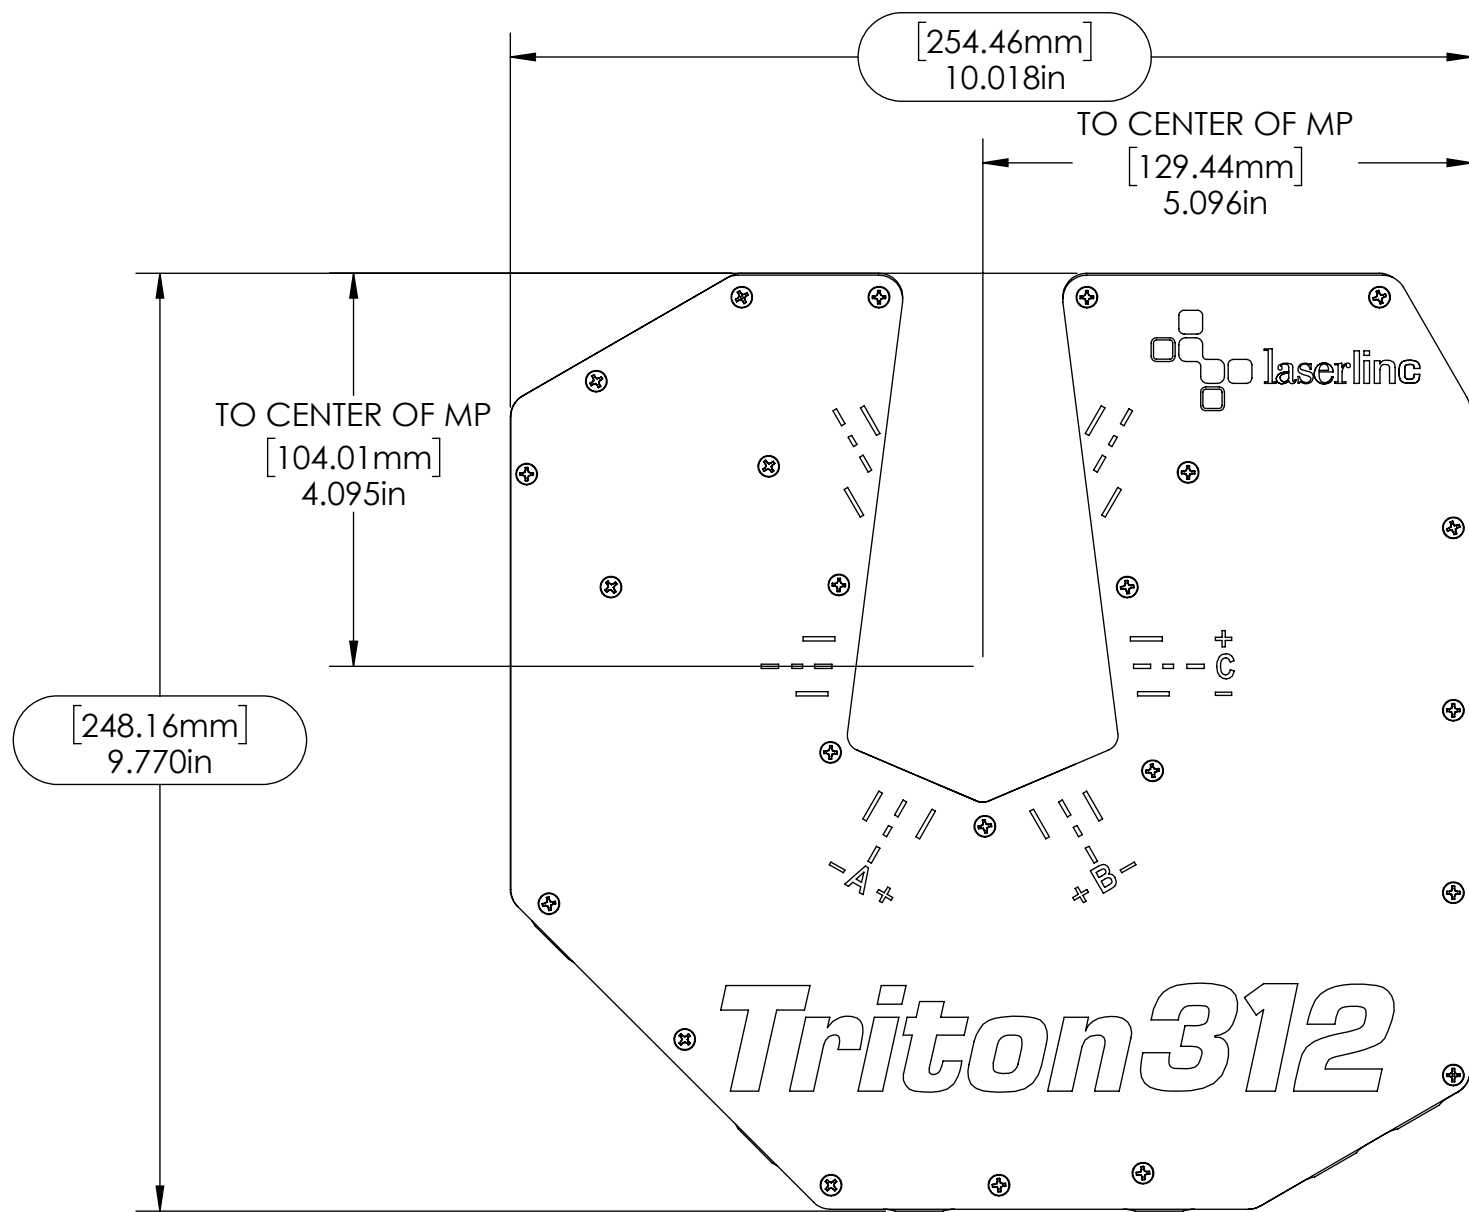 [254.46mm]
10.018in
TO CENTER OF MP
[129.44mm]
5.096in
laserlinc
TO CENTER OF MP
[104.01mm]
4.095in
+
C
-
[248.16mm]
9.770in
-A+
+B-
Triton312